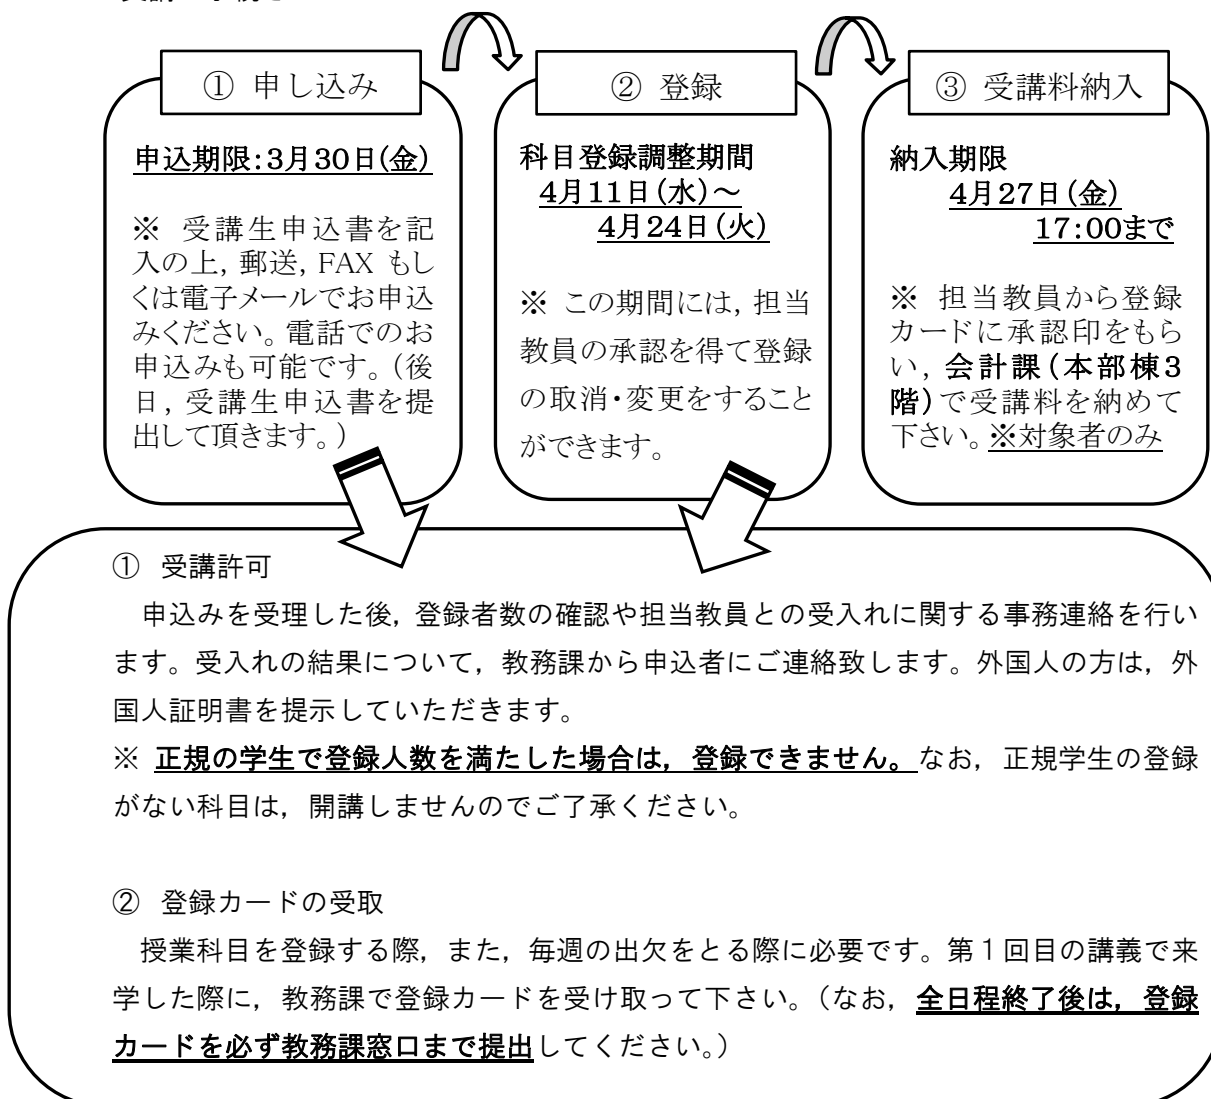 ① 申し込み
申込期限：3月30日(金)
※ 受講生申込書を記
入の上，郵送，FAX もし
くは電子メールでお申込
みください。電話でのお
申込みも可能です。（後
日，受講生申込書を提
出して頂きます。）
② 登録
科目登録調整期間
4月11日(水)～
4月24日(火)
※ この期間には，担当
教員の承認を得て登録
の取消・変更をすること
ができます。
③ 受講料納入
納入期限
4月27日(金)
17：00まで
※ 担当教員から登録
カードに承認印をもら
い，会計課（本部棟3
階）で受講料を納めて
下さい。※対象者のみ
① 受講許可
申込みを受理した後，登録者数の確認や担当教員との受入れに関する事務連絡を行い
ます。受入れの結果について，教務課から申込者にご連絡致します。外国人の方は，外
国人証明書を提示していただきます。
※ 正規の学生で登録人数を満たした場合は，登録できません。なお，正規学生の登録
がない科目は，開講しませんのでご了承ください。
② 登録カードの受取
授業科目を登録する際，また，毎週の出欠をとる際に必要です。第１回目の講義で来
学した際に，教務課で登録カードを受け取って下さい。（なお，全日程終了後は，登録
カードを必ず教務課窓口まで提出してください。）